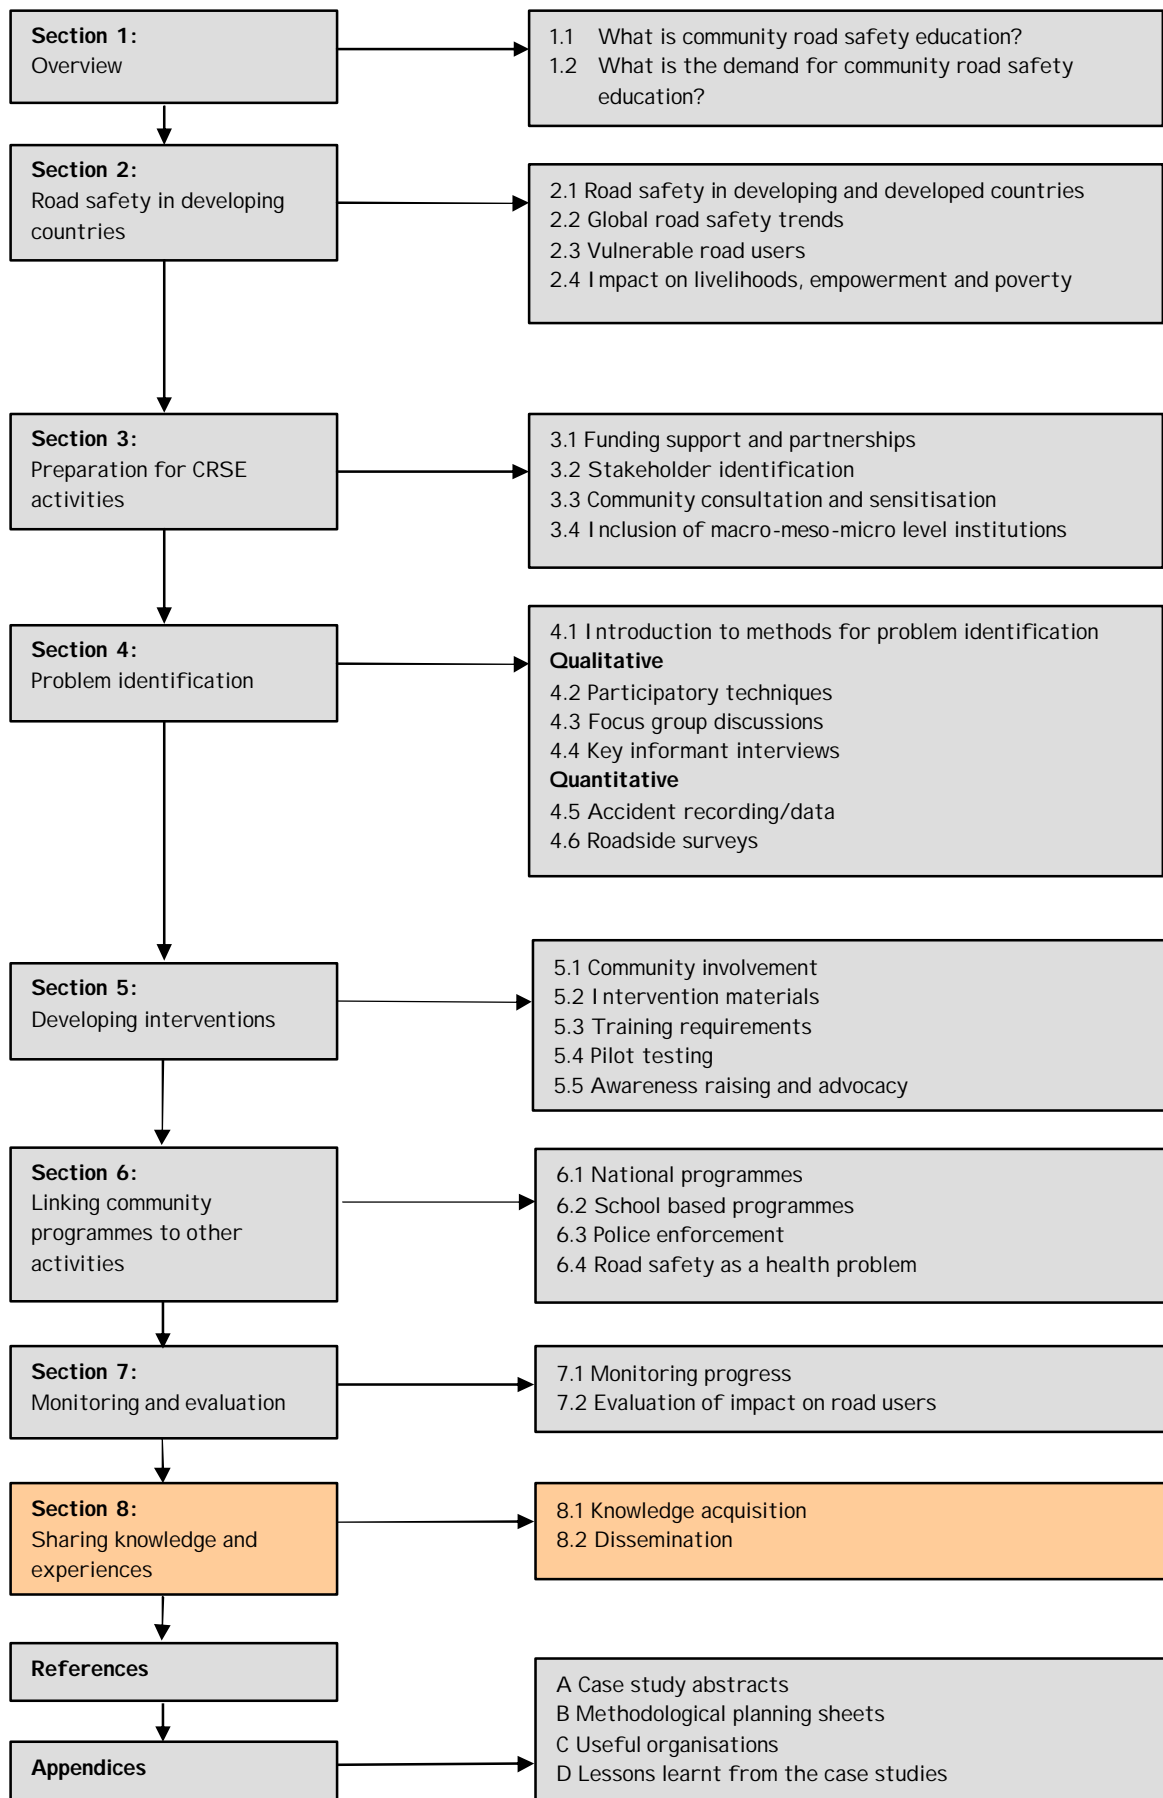 Section 1:
Overview
1.1 What is community road safety education?
1.2 What is the demand for community road safety
education?
Section 2:
Road safety in developing
countries
2.1 Road safety in developing and developed countries
2.2 Global road safety trends
2.3 Vulnerable road users
2.4 Impact on livelihoods, empowerment and poverty
Section 3:
Preparation for CRSE
activities
3.1 Funding support and partnerships
3.2 Stakeholder identification
3.3 Community consultation and sensitisation
3.4 Inclusion of macro-meso-micro level institutions
Section 4:
Problem identification
4.1 Introduction to methods for problem identification
Qualitative
4.2 Participatory techniques
4.3 Focus group discussions
4.4 Key informant interviews
Quantitative
4.5 Accident recording/data
4.6 Roadside surveys
Section 5:
Developing interventions
5.1 Community involvement
5.2 Intervention materials
5.3 Training requirements
5.4 Pilot testing
5.5 Awareness raising and advocacy
Section 6:
Linking community
programmes to other
activities
6.1 National programmes
6.2 School based programmes
6.3 Police enforcement
6.4 Road safety as a health problem
Section 7:
Monitoring and evaluation
7.1 Monitoring progress
7.2 Evaluation of impact on road users
Section 8:
Sharing knowledge and
experiences
8.1 Knowledge acquisition
8.2 Dissemination
References
Appendices
A Case study abstracts
B Methodological planning sheets
C Useful organisations
D Lessons learnt from the case studies